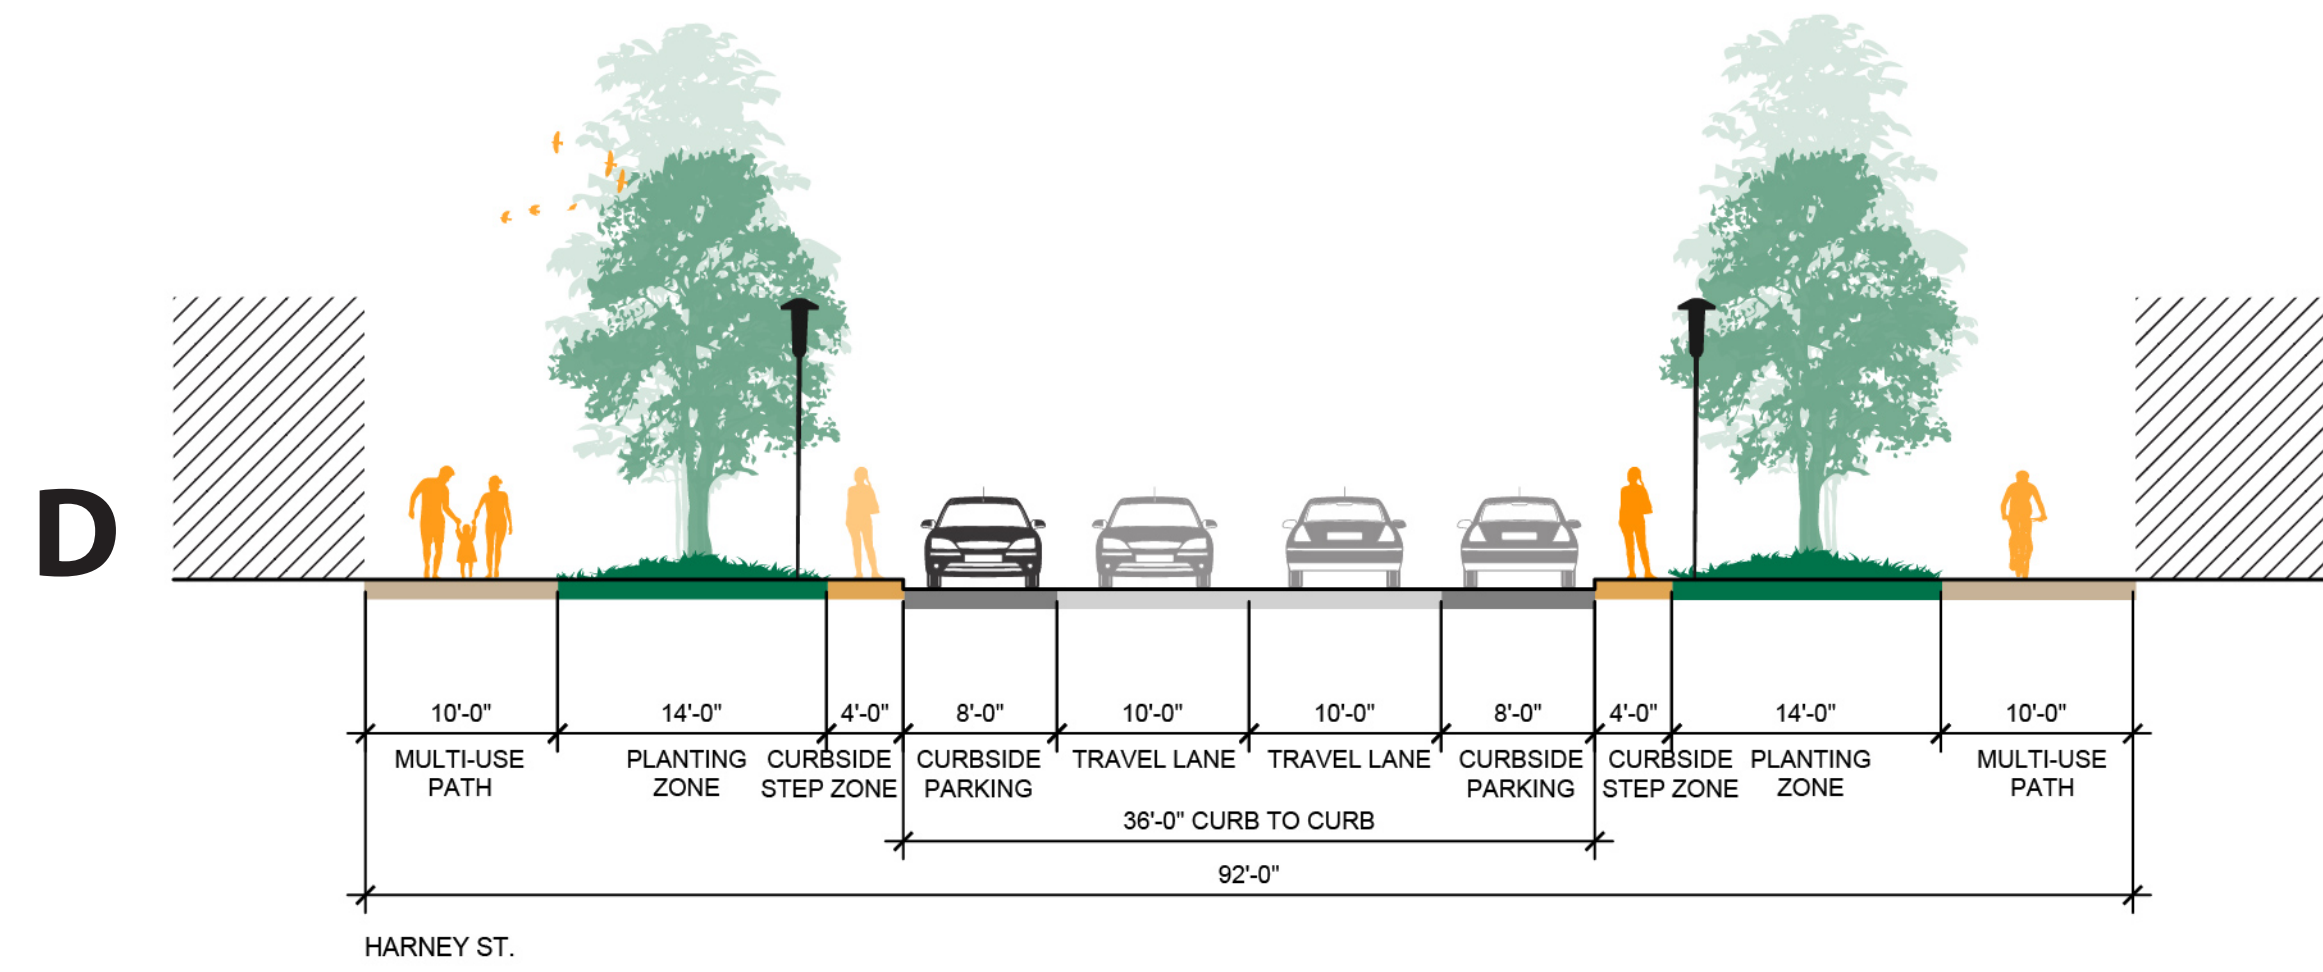 D
10'-0" 14'-0" 4'-0" 8'-0" 10'-0" 10'-0" 8'-0" 4'-0" 14'-0" 10'-0"
MULTI-USE PLANTING CURBSIDE CURBSIDE TRAVEL LANE TRAVEL LANE CURBSIDE CURBSIDE PLANTING MULTI-USE
PATH ZONE STEP ZONE PARKING PARKING STEP ZONE ZONE PATH
36'-0" CURB TO CURB
92'-0"
HARNEY ST.